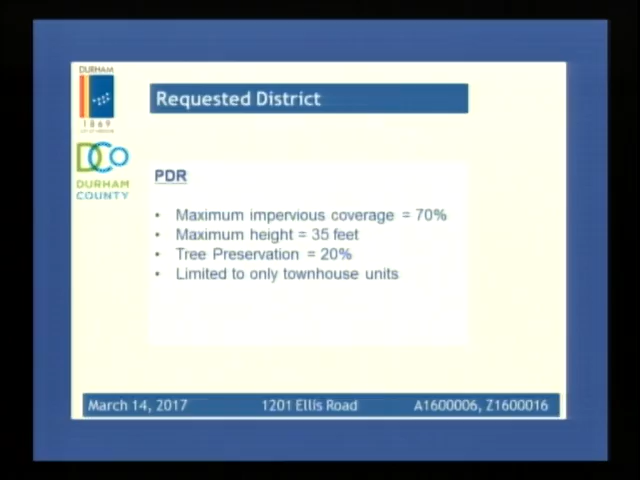 DURHAM
1869
DCO
DURHAM
COUNTY
Requested District
PDR
• Maximum impervious coverage = 70%
• Maximum height = 35 feet
• Tree Preservation = 20%
• Limited to only townhouse units
March 14, 2017 1201 Ellis Road A1600006, Z1600016